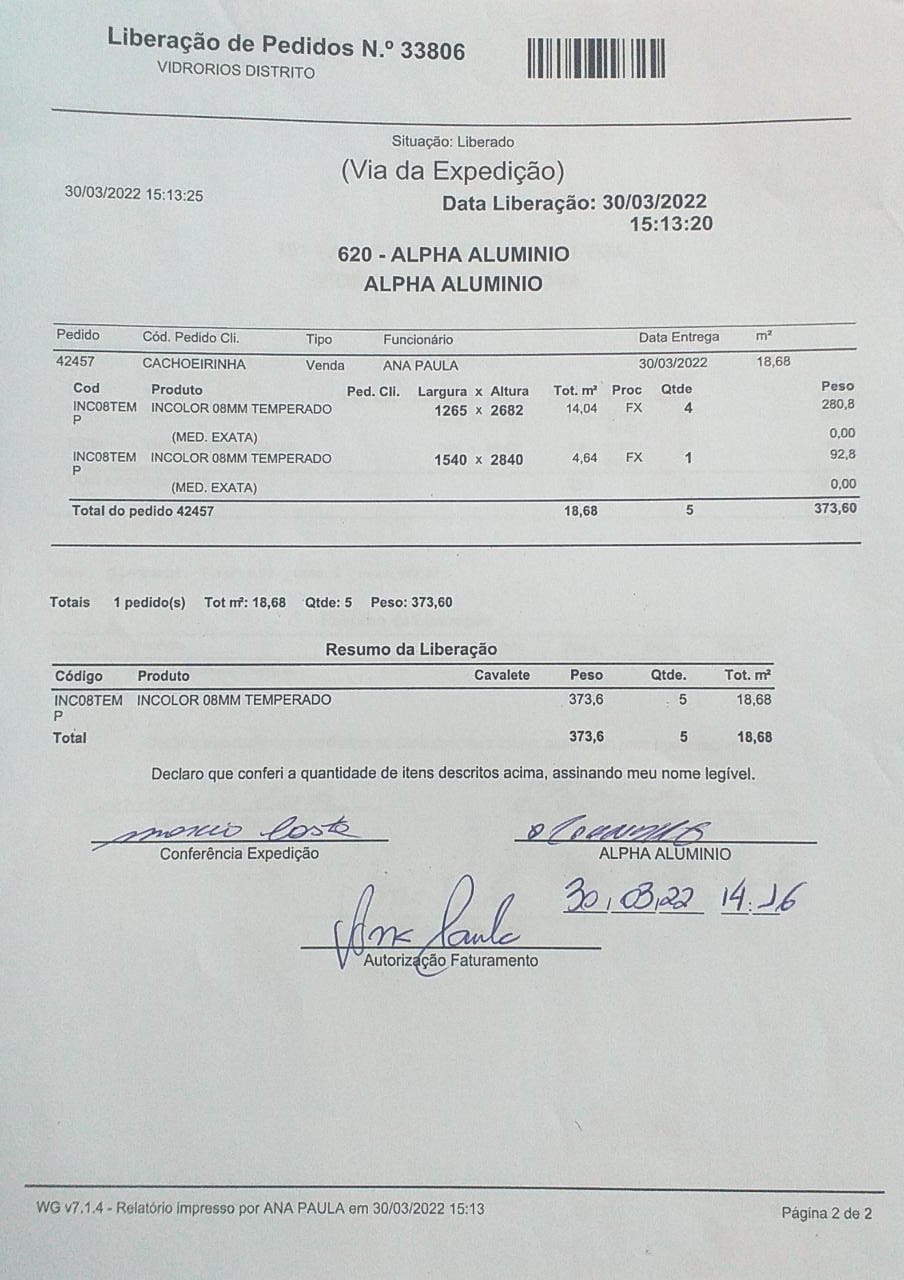 Liberação de Pedidos N.º 33806
VIDRORIOS DISTRITO
Situação: Liberado
(Via da Expedição)
30/03/2022 15:13:25
Data Liberação: 30/03/2022
15:13:20
620 - ALPHA ALUMINIO
ALPHA ALUMINIO
Pedido Cód. Pedido Cli. Tipo Funcionário Data Entrega m²
42457 CACHOEIRINHA Venda ANA PAULA 30/03/2022 18,68
Cod Produto Ped. Cli. Largura x Altura Tot. m² Proc Qtde Peso
INC08TEM INCOLOR 08MM TEMPERADO 1265 x 2682 14,04 FX 4 280,8
P
(MED. EXATA) 0,00
INC08TEM INCOLOR 08MM TEMPERADO 1540 x 2840 4,64 FX 1 92,8
P
(MED. EXATA) 0,00
Total do pedido 42457 18,68 5 373,60
Totais 1 pedido(s) Tot m²: 18,68 Qtde: 5 Peso: 373,60
Resumo da Liberação
Código Produto Cavalete Peso Qtde. Tot. m²
INC08TEM INCOLOR 08MM TEMPERADO 373,6 5 18,68
P
Total 373,6 5 18,68
Declaro que conferi a quantidade de itens descritos acima, assinando meu nome legível.
marcio Costa
Conferência Expedição ALPHA ALUMINIO
30/03/22 14:16
Ana Paula
Autorização Faturamento
WG v7.1.4 - Relatório impresso por ANA PAULA em 30/03/2022 15:13
Página 2 de 2